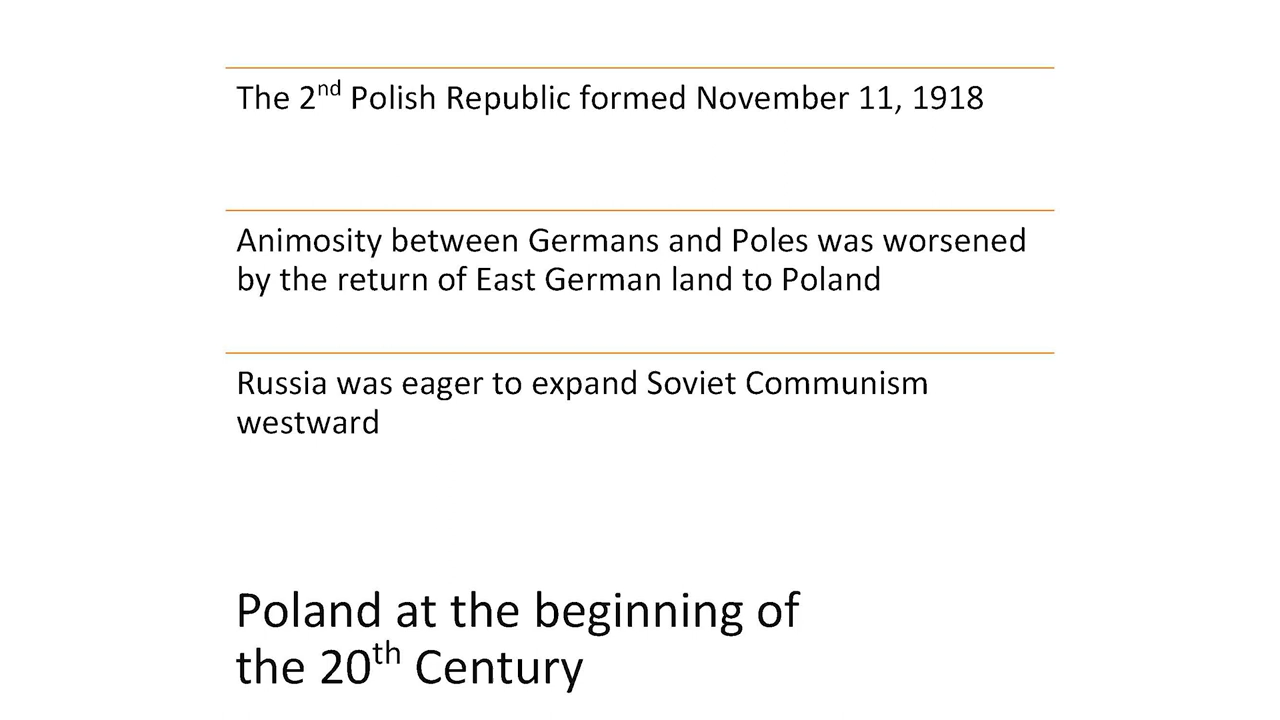 The 2nd Polish Republic formed November 11, 1918
Animosity between Germans and Poles was worsened
by the return of East German land to Poland
Russia was eager to expand Soviet Communism
westward
Poland at the beginning of
the 20th Century